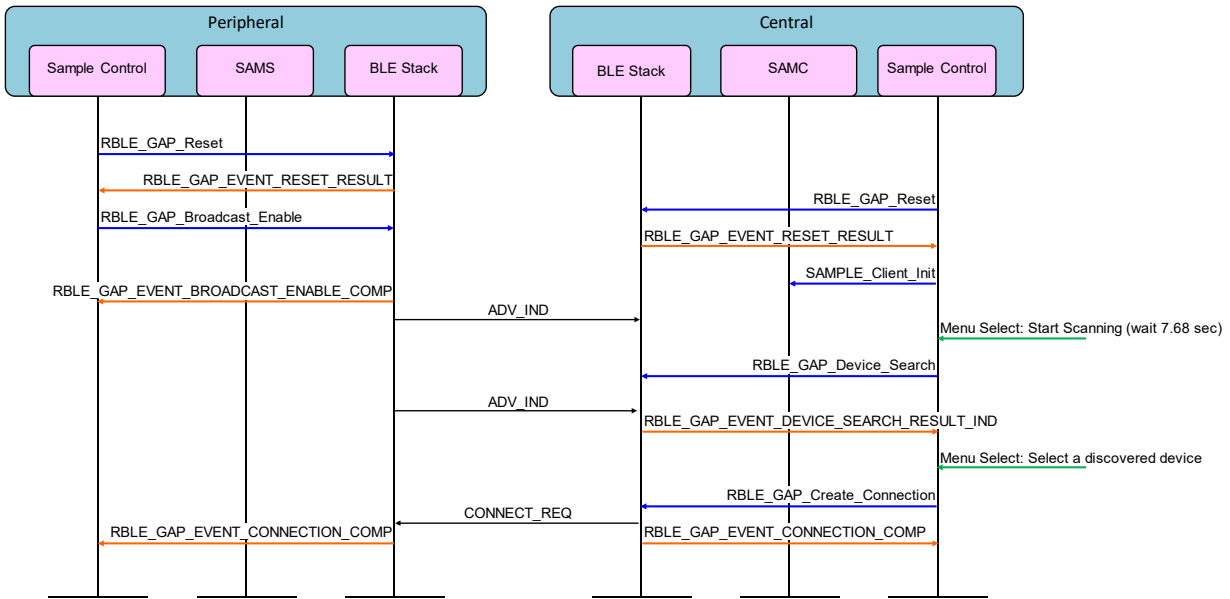 Peripheral
Central
Sample Control
SAMS
BLE Stack
BLE Stack
SAMC
Sample Control
RBLE_GAP_Reset
RBLE_GAP_EVENT_RESET_RESULT
RBLE_GAP_Reset
RBLE_GAP_Broadcast_Enable
RBLE_GAP_EVENT_RESET_RESULT
SAMPLE_Client_Init
RBLE_GAP_EVENT_BROADCAST_ENABLE_COMP
ADV_IND
Menu Select: Start Scanning (wait 7.68 sec)
RBLE_GAP_Device_Search
ADV_IND
RBLE_GAP_EVENT_DEVICE_SEARCH_RESULT_IND
Menu Select: Select a discovered device
RBLE_GAP_Create_Connection
CONNECT_REQ
RBLE_GAP_EVENT_CONNECTION_COMP
RBLE_GAP_EVENT_CONNECTION_COMP